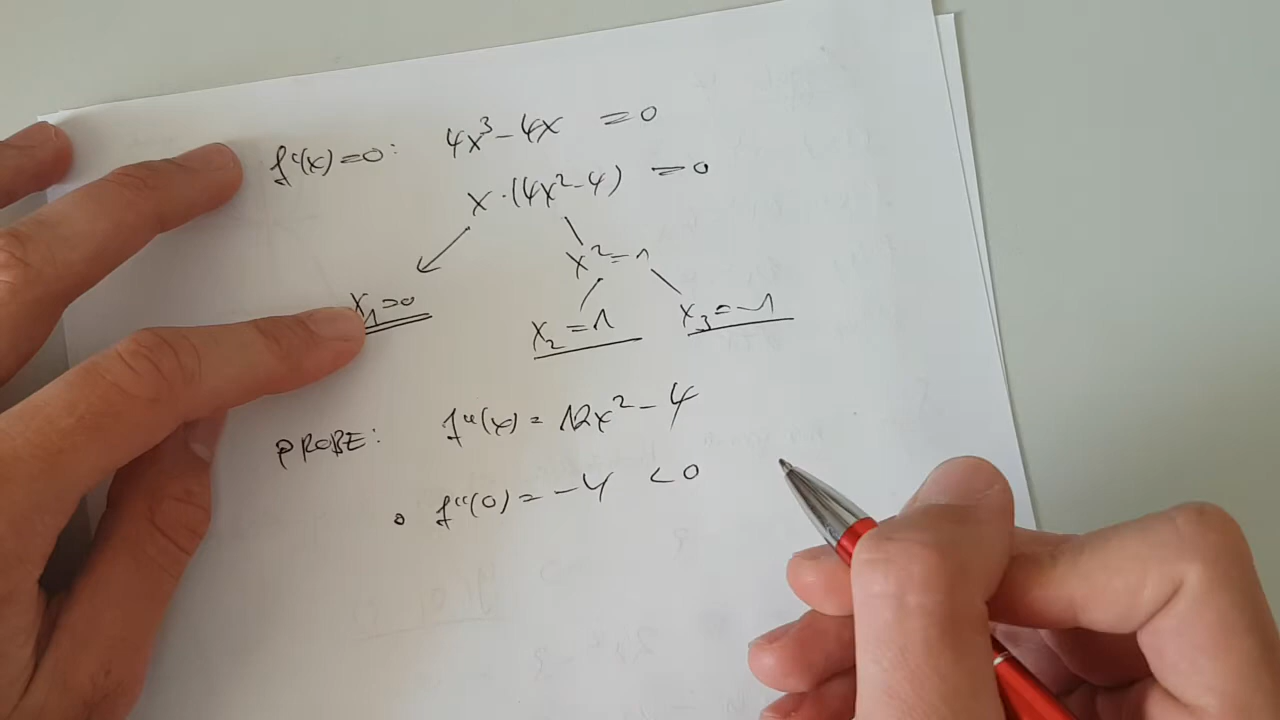 f'(x)=0: 4x³-4x =0
x·(4x²-4) =0
x²=1
x₁=0 x₂=1 x₃=-1
PROBE: f''(x) = 12x²-4
• f''(0) = -4 <0